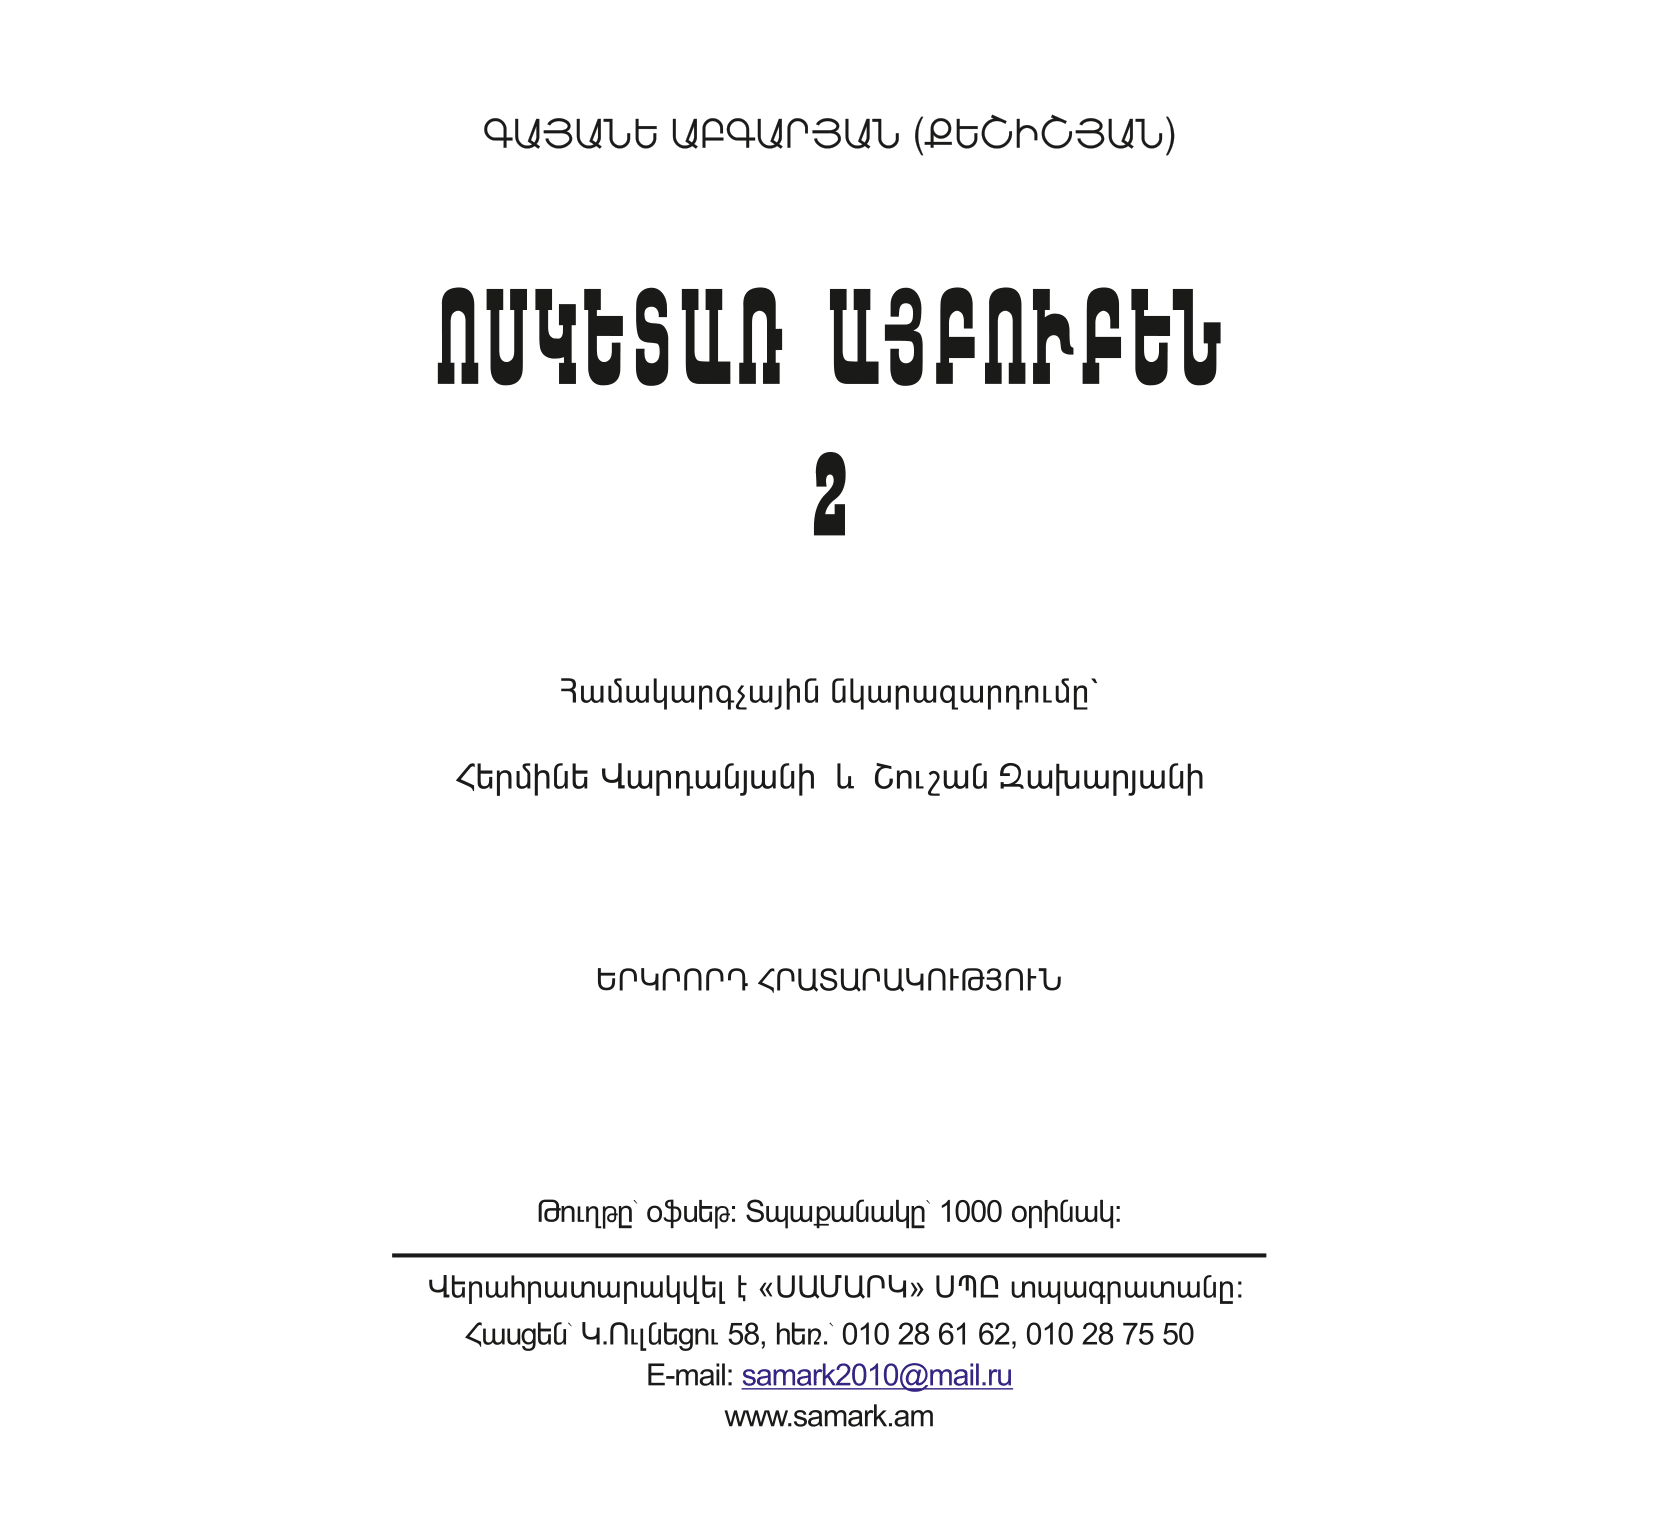 ԳԱՅԱՆԵ ԱԲԳԱՐՅԱՆ (ՔԵՇԻՇՅԱՆ)
ՈՍԿԵՏԱՌ ԱՅԲՈՒԲԵՆ
2
Համակարգչային նկարազարդումը՝
Հերմինե Վարդանյանի և Շուշան Զախարյանի
ԵՐԿՐՈՐԴ ՀՐԱՏԱՐԱԿՈՒԹՅՈՒՆ
Թուղթը՝ օֆսեթ: Տպաքանակը՝ 1000 օրինակ:
Վերահրատարակվել է «ՍԱՄԱՐԿ» ՍՊԸ տպագրատանը:
Հասցեն՝ Կ.Ուլնեցու 58, հեռ.՝ 010 28 61 62, 010 28 75 50
E-mail: samark2010@mail.ru
www.samark.am